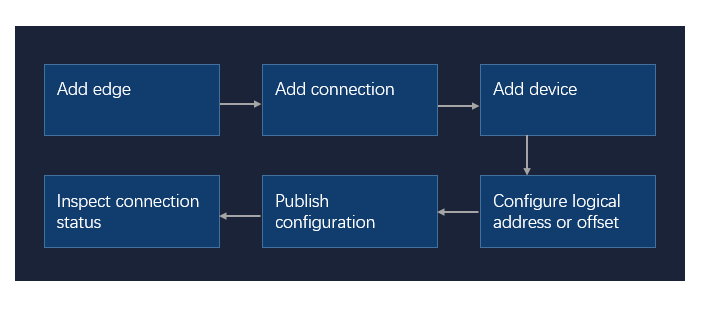 Add edge
Add connection
Add device
Configure logical
address or offset
Publish
configuration
Inspect connection
status